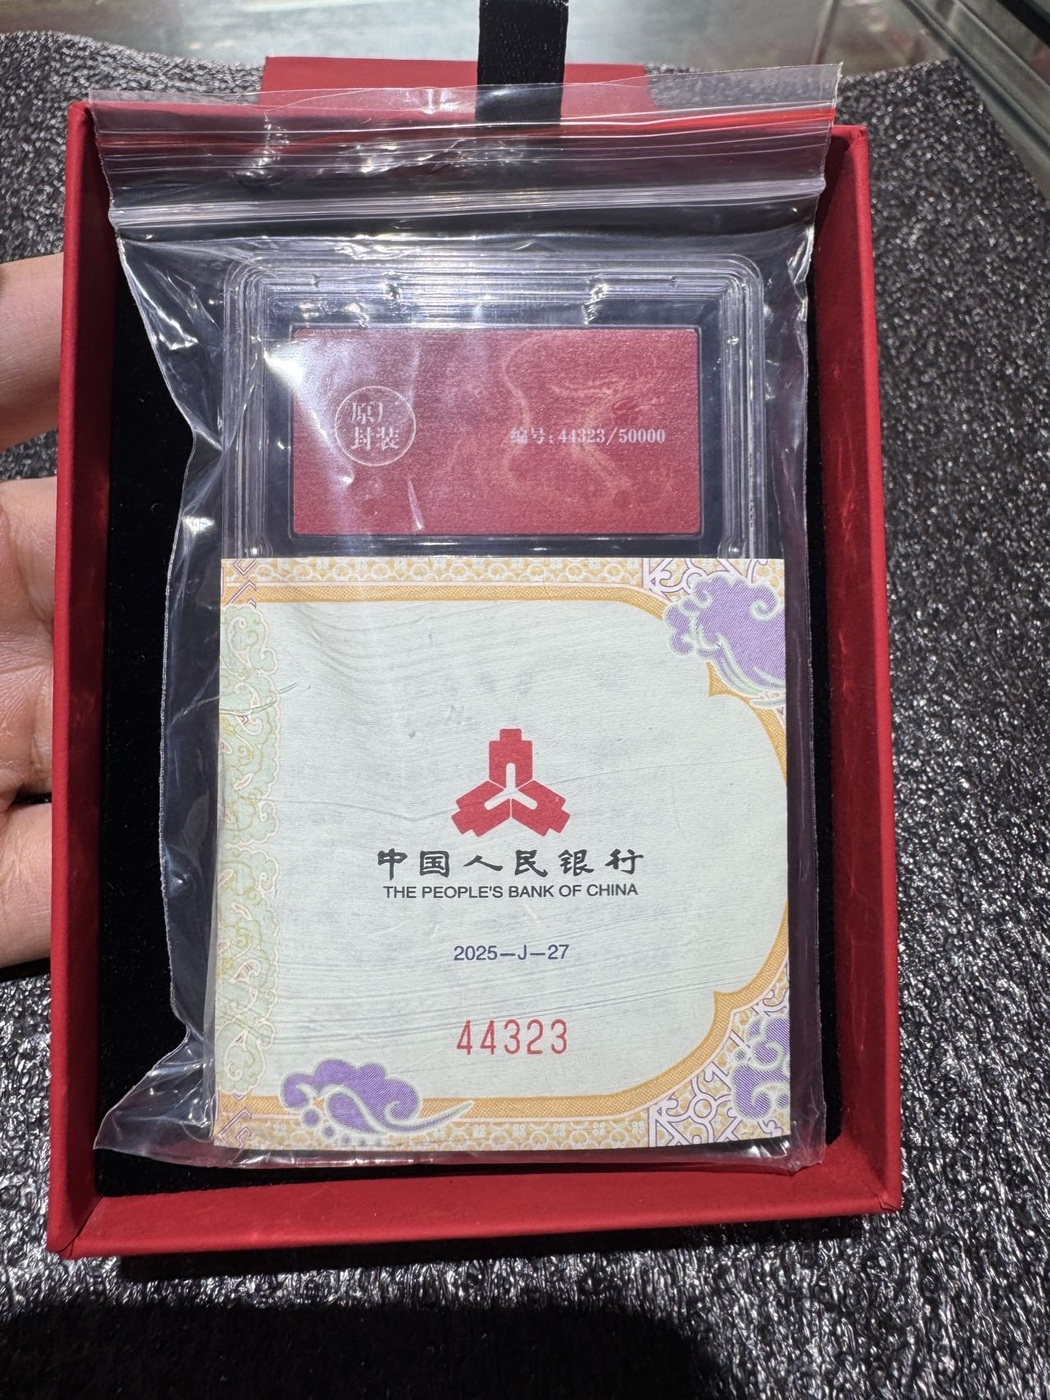 原厂
封装
编号:44323/50000
中国人民银行
THE PEOPLE'S BANK OF CHINA
2025-J-27
44323